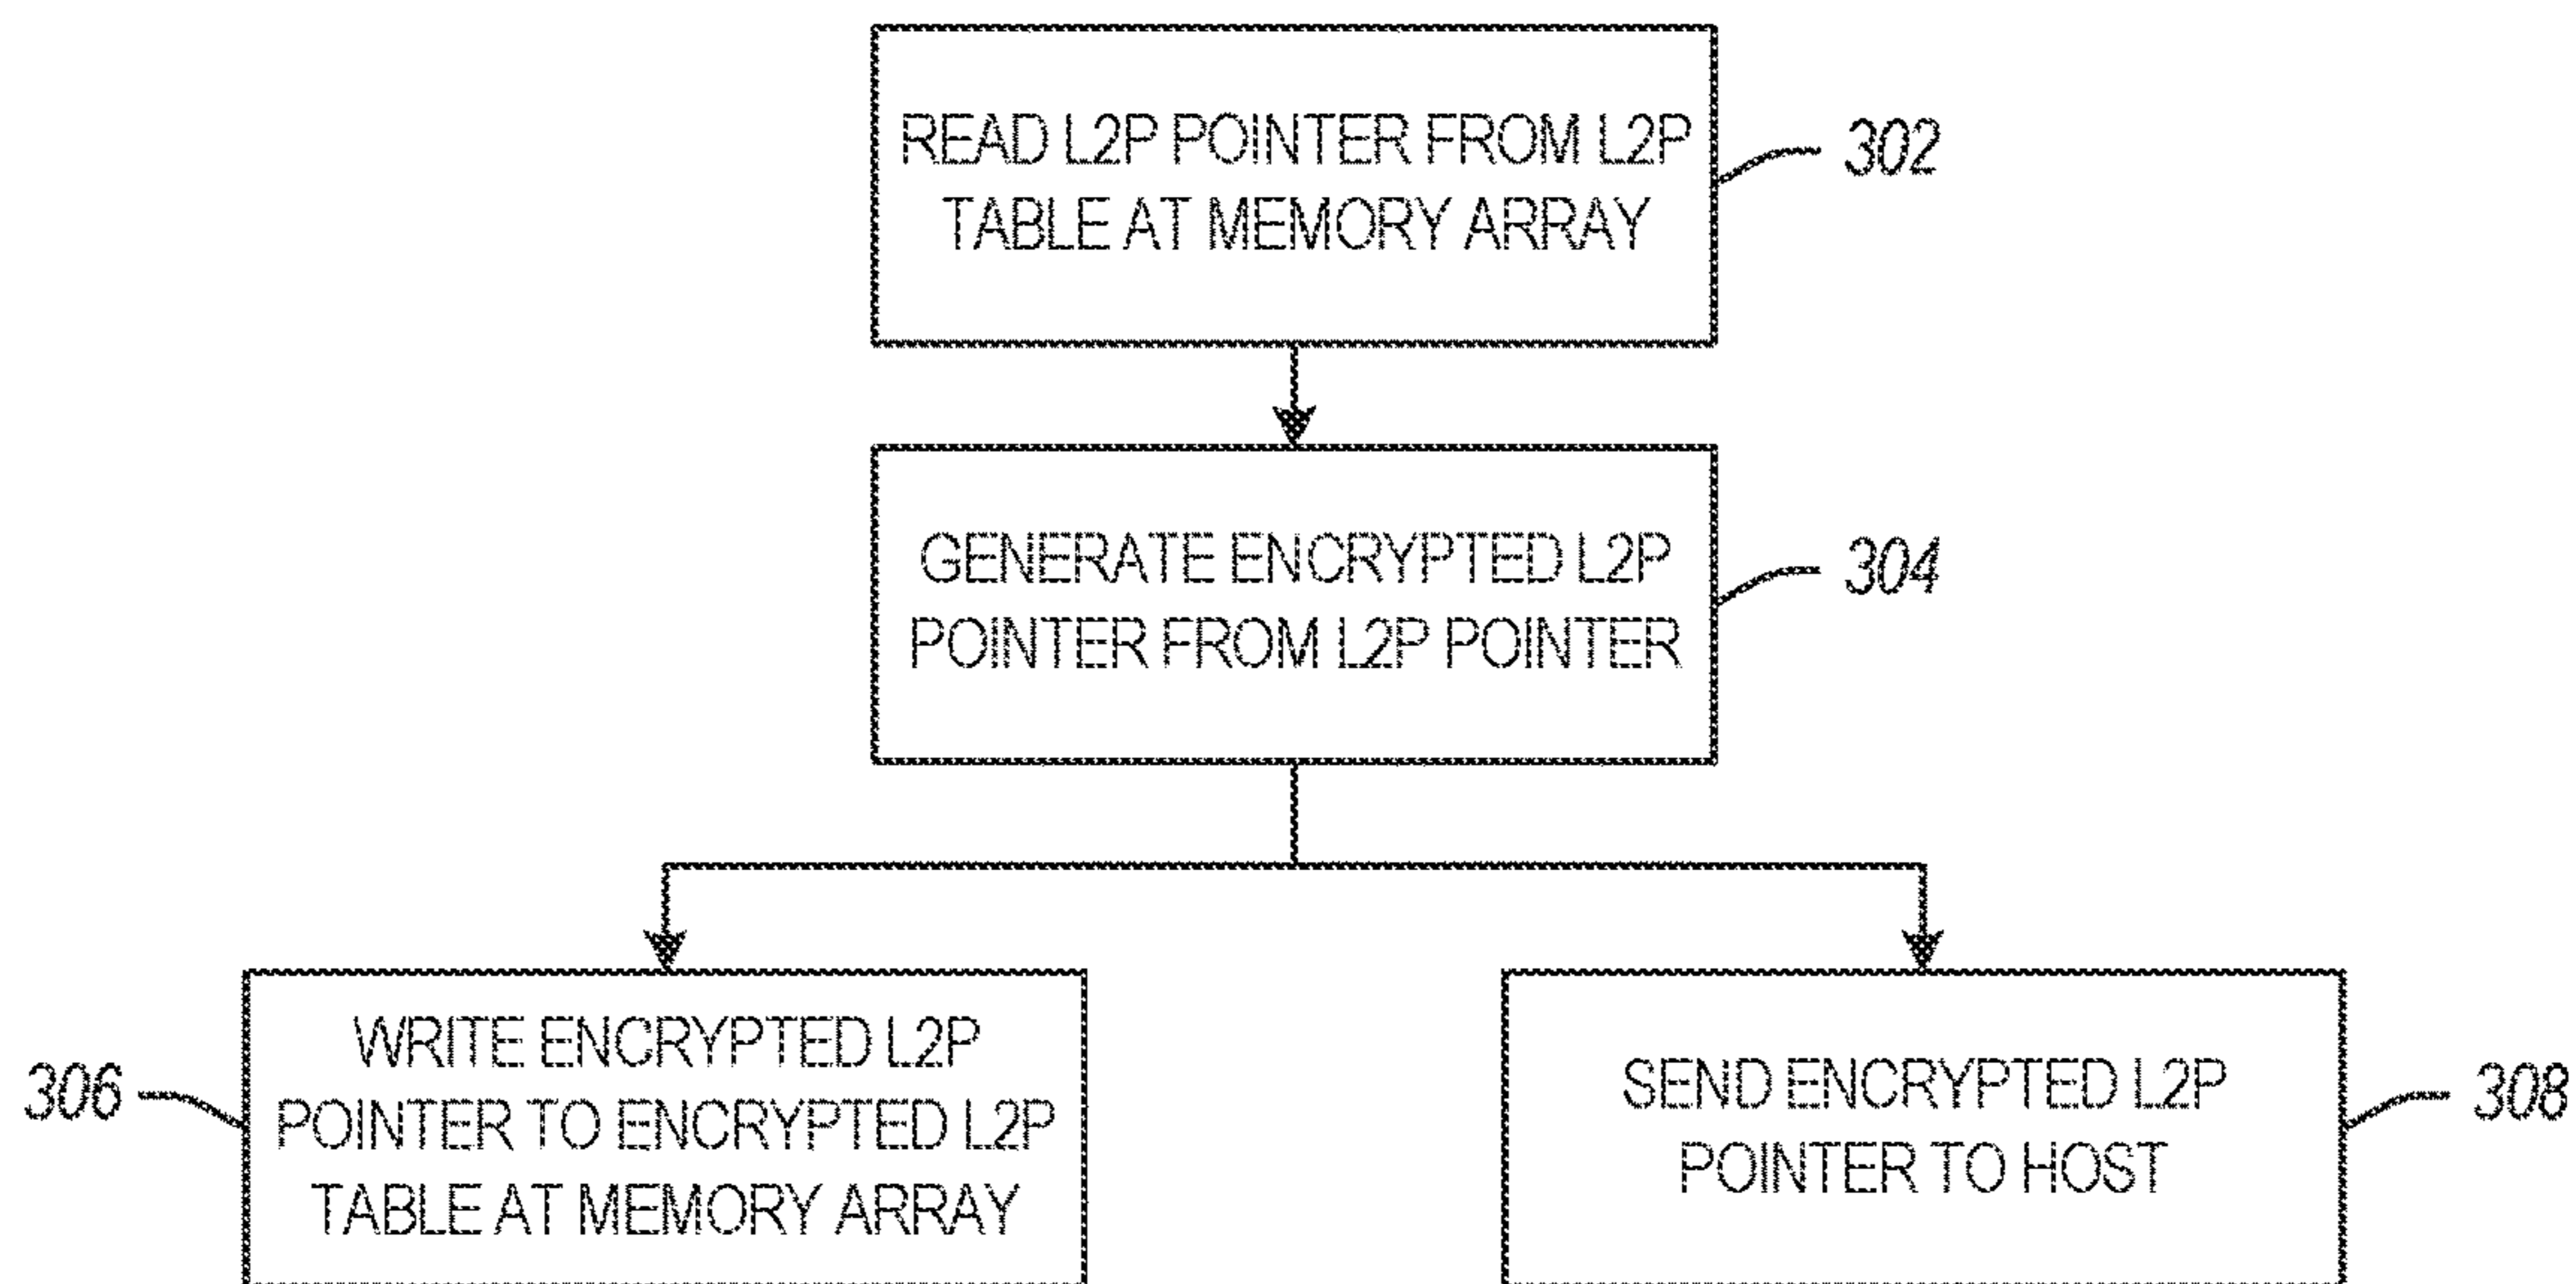 READ L2P POINTER FROM L2P
TABLE AT MEMORY ARRAY
302
GENERATE ENCRYPTED L2P
POINTER FROM L2P POINTER
304
WRITE ENCRYPTED L2P
POINTER TO ENCRYPTED L2P
TABLE AT MEMORY ARRAY
306
SEND ENCRYPTED L2P
POINTER TO HOST
308